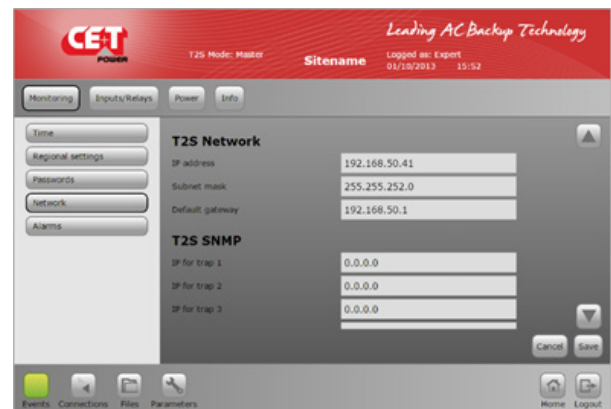 Leading AC Backup Technology
CE+T
POWER
T2S Mode: Master
Sitename
Logged as: Expert
01/10/2013 15:52
Monitoring
Inputs/Relays
Power
Info
Time
Regional settings
Passwords
Network
Alarms
T2S Network
IP address 192.168.50.41
Subnet mask 255.255.252.0
Default gateway 192.168.50.1
T2S SNMP
IP for trap 1 0.0.0.0
IP for trap 2 0.0.0.0
IP for trap 3 0.0.0.0
Cancel
Save
Events
Connections
Files
Parameters
Home
Logout